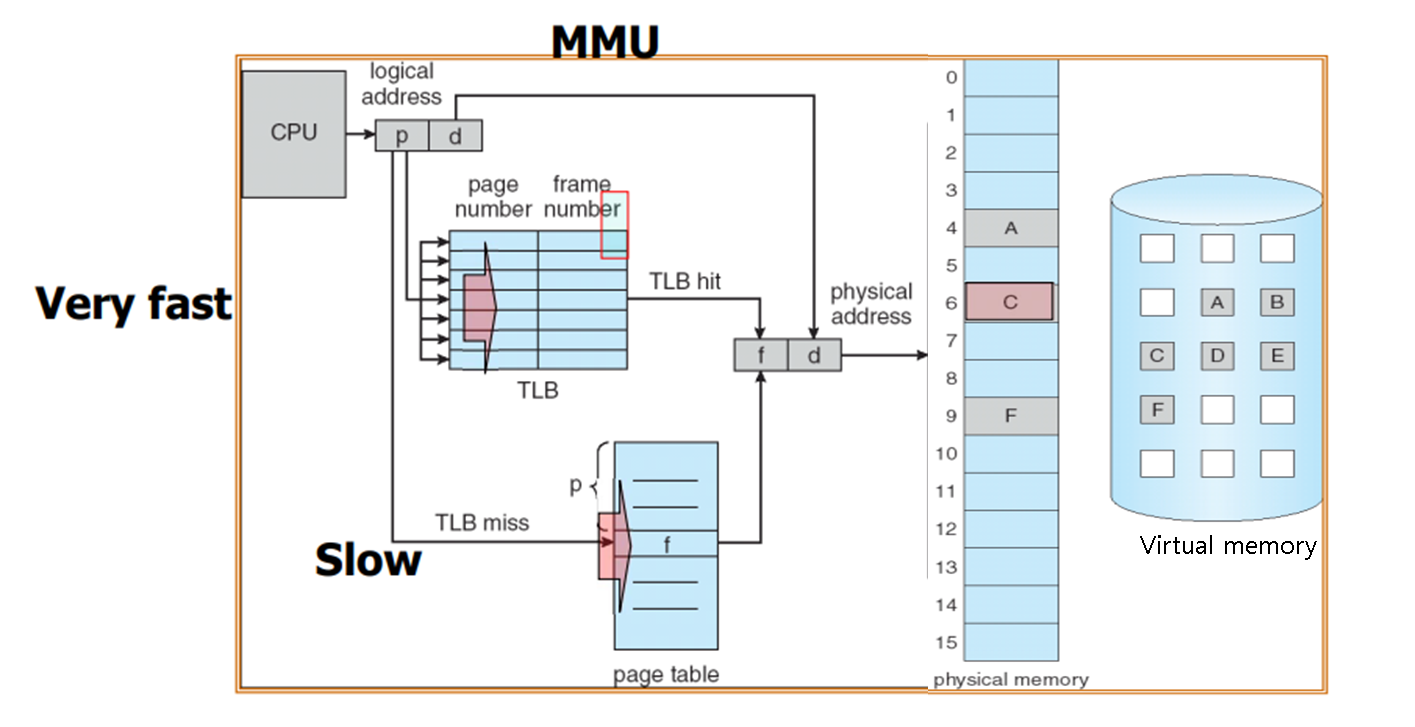 MMU
logical
address
CPU
p
d
page
number
frame
number
TLB hit
TLB
Very fast
physical
address
f
d
p
TLB miss
Slow
f
page table
0
1
2
3
4
A
5
6
C
7
8
9
F
10
11
12
13
14
15
physical memory
A
B
C
D
E
F
Virtual memory